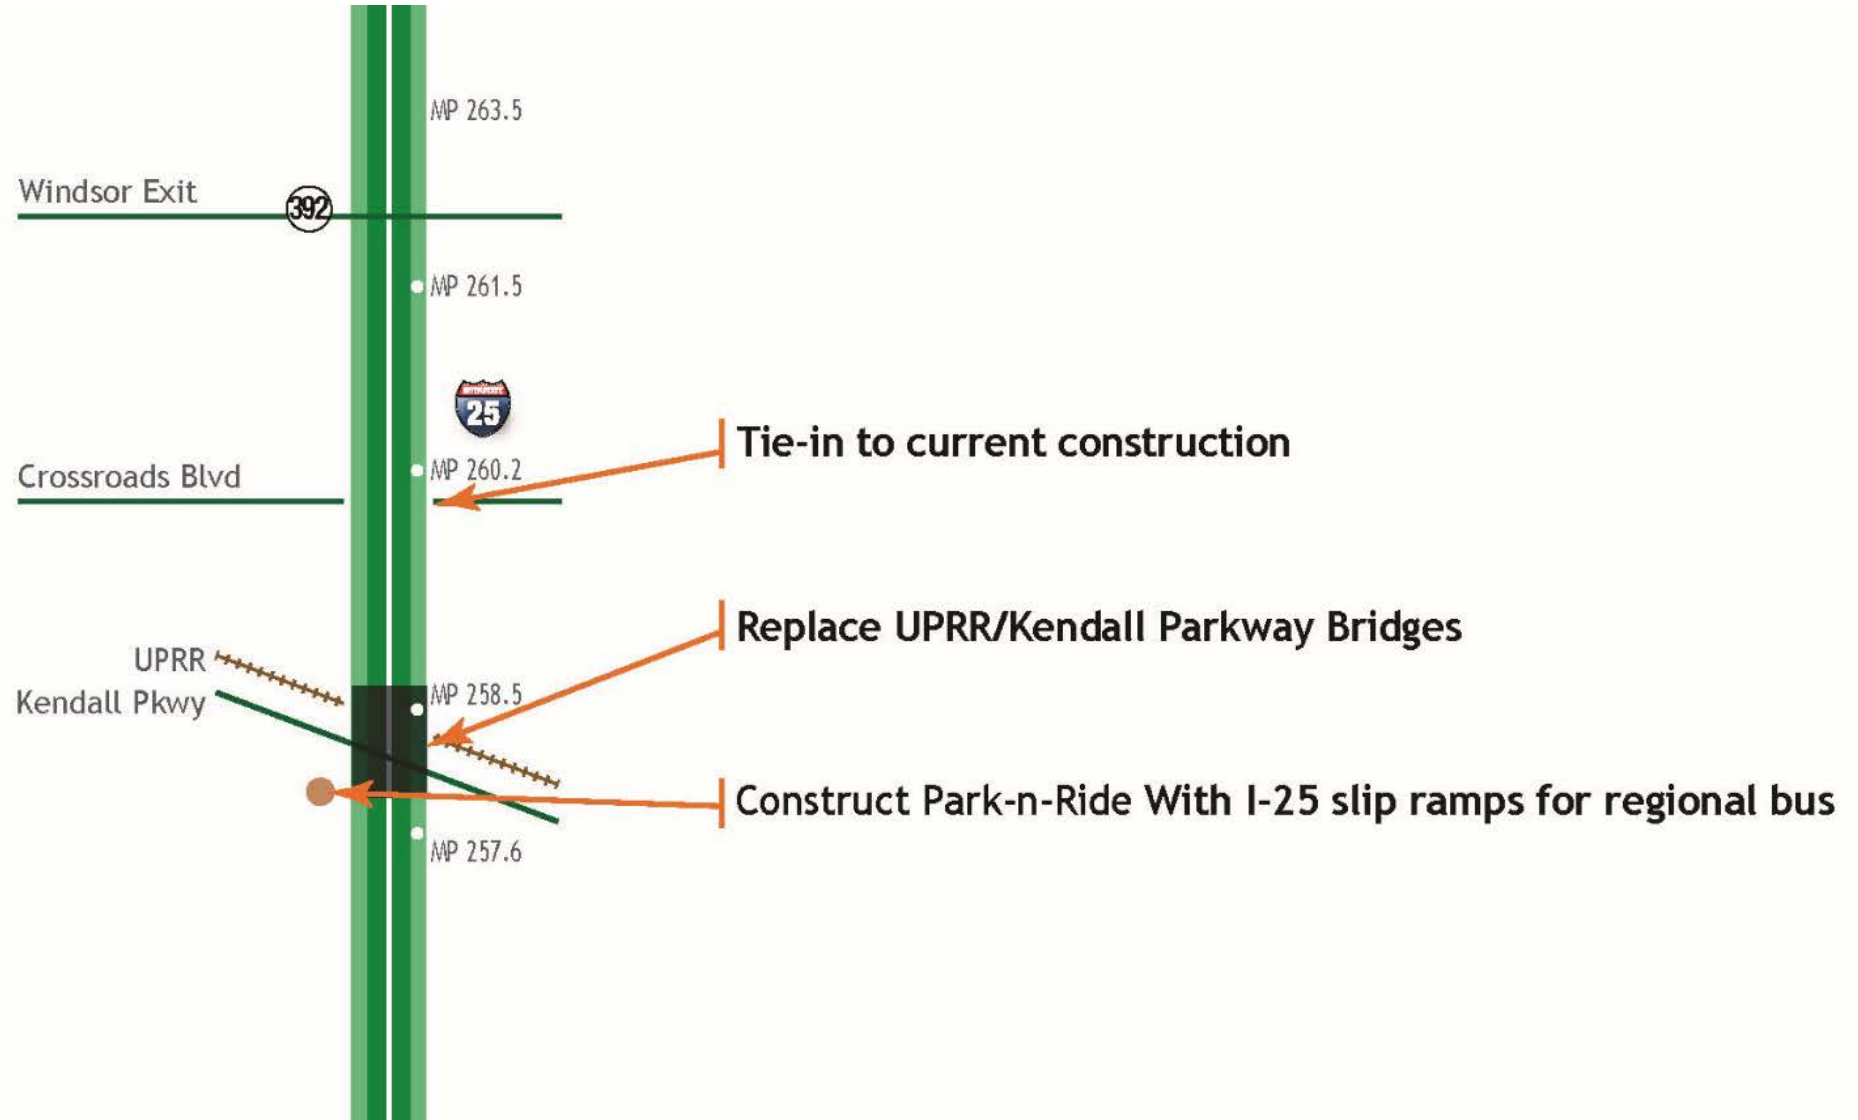 MP 263.5
Windsor Exit
392
MP 261.5
INTERSTATE
25
Tie-in to current construction
Crossroads Blvd
MP 260.2
Replace UPRR/Kendall Parkway Bridges
UPRR
Kendall Pkwy
MP 258.5
Construct Park-n-Ride With I-25 slip ramps for regional bus
MP 257.6